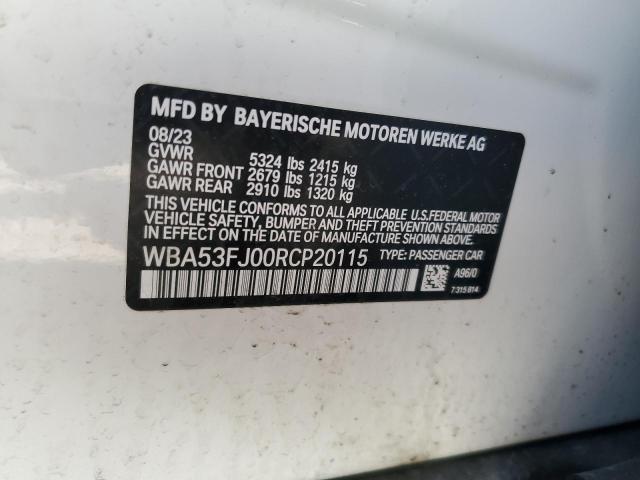 MFD BY BAYERISCHE MOTOREN WERKE AG
08/23
GVWR 5324 lbs 2415 kg
GAWR FRONT 2679 lbs 1215 kg
GAWR REAR 2910 lbs 1320 kg
THIS VEHICLE CONFORMS TO ALL APPLICABLE U.S.FEDERAL MOTOR
VEHICLE SAFETY, BUMPER AND THEFT PREVENTION STANDARDS
IN EFFECT ON THE DATE OF MANUFACTURE SHOWN ABOVE.
WBA53FJ00RCP20115 TYPE: PASSENGER CAR
A96/0
7315814